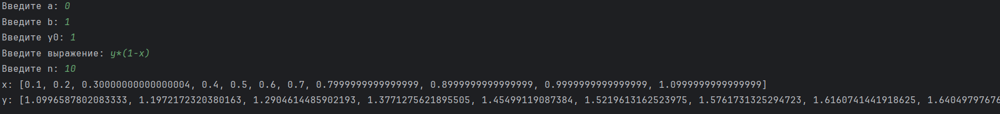 Введите a: 0
Введите b: 1
Введите y0: 1
Введите выражение: y*(1-x)
Введите n: 10
x: [0.1, 0.2, 0.30000000000000004, 0.4, 0.5, 0.6, 0.7, 0.7999999999999999, 0.8999999999999999, 0.9999999999999999, 1.0999999999999999]
y: [1.0996587802083333, 1.1972172320380163, 1.2904614485902193, 1.3771275621895505, 1.45499119087384, 1.5219613162523975, 1.5761731325294723, 1.6160741441918625, 1.64049797676